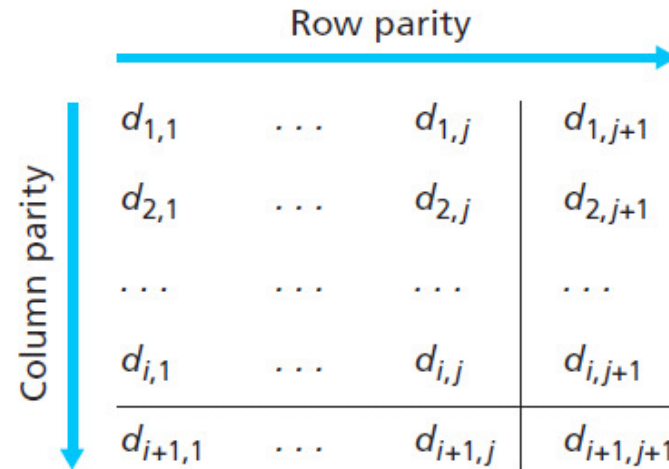 Row parity
Column parity
d1,1 . . . d1,j d1,j+1
d2,1 . . . d2,j d2,j+1
. . . . . . . . . . . .
di,1 . . . di,j di,j+1
di+1,1 . . . di+1,j di+1,j+1